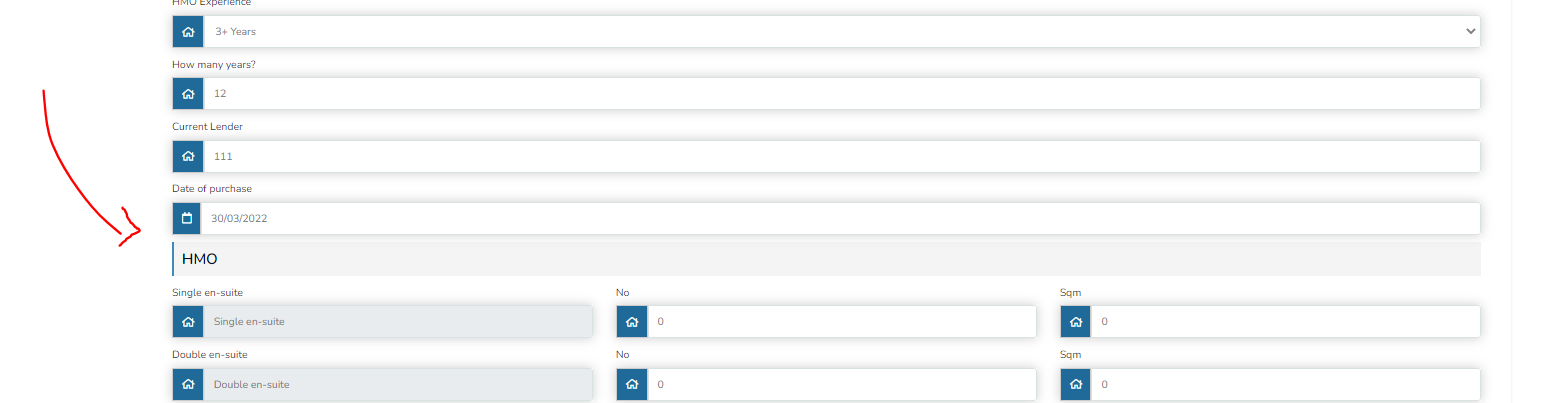 HMO Experience
3+ Years
How many years?
12
Current Lender
111
Date of purchase
30/03/2022
HMO
Single en-suite No Sqm
Single en-suite 0 0
Double en-suite No Sqm
Double en-suite 0 0